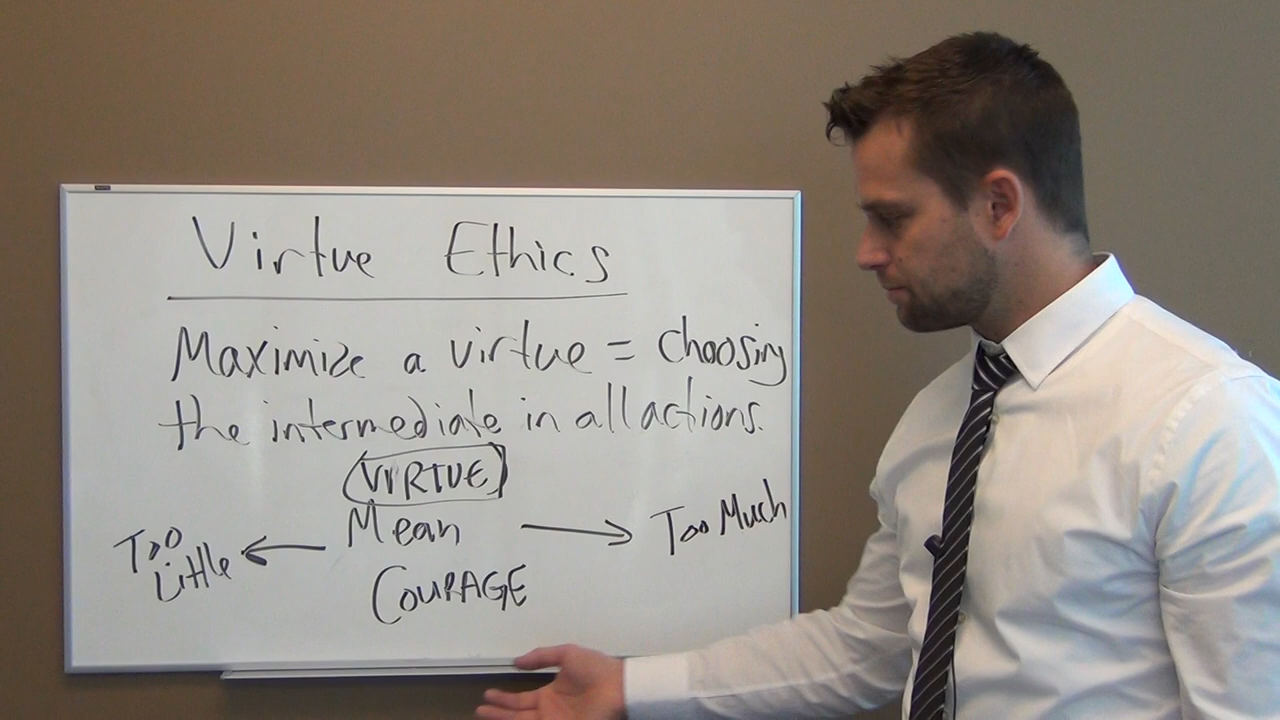 Virtue Ethics
Maximize a virtue = choosing
the intermediate in all actions.
(VIRTUE)
Too Little ← Mean → Too Much
COURAGE